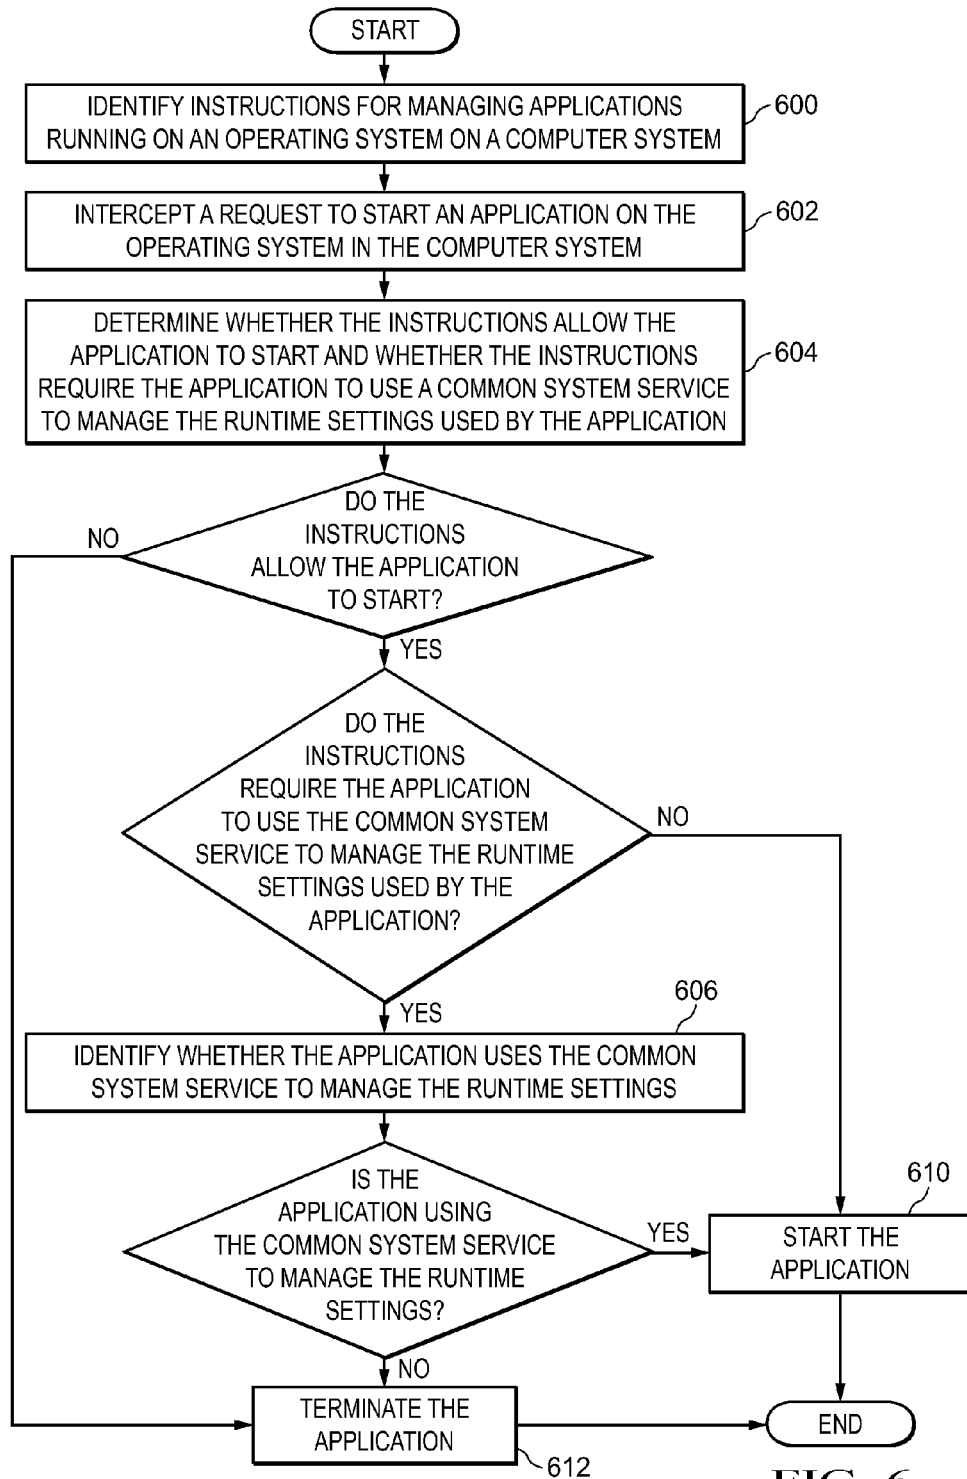 START
IDENTIFY INSTRUCTIONS FOR MANAGING APPLICATIONS
RUNNING ON AN OPERATING SYSTEM ON A COMPUTER SYSTEM
600
INTERCEPT A REQUEST TO START AN APPLICATION ON THE
OPERATING SYSTEM IN THE COMPUTER SYSTEM
602
DETERMINE WHETHER THE INSTRUCTIONS ALLOW THE
APPLICATION TO START AND WHETHER THE INSTRUCTIONS
REQUIRE THE APPLICATION TO USE A COMMON SYSTEM SERVICE
TO MANAGE THE RUNTIME SETTINGS USED BY THE APPLICATION
604
DO THE
INSTRUCTIONS
ALLOW THE APPLICATION
TO START?
NO
YES
DO THE
INSTRUCTIONS
REQUIRE THE APPLICATION
TO USE THE COMMON SYSTEM
SERVICE TO MANAGE THE RUNTIME
SETTINGS USED BY THE
APPLICATION?
NO
YES
606
IDENTIFY WHETHER THE APPLICATION USES THE COMMON
SYSTEM SERVICE TO MANAGE THE RUNTIME SETTINGS
IS THE
APPLICATION USING
THE COMMON SYSTEM SERVICE
TO MANAGE THE RUNTIME
SETTINGS?
YES
610
START THE
APPLICATION
NO
TERMINATE THE
APPLICATION
612
END